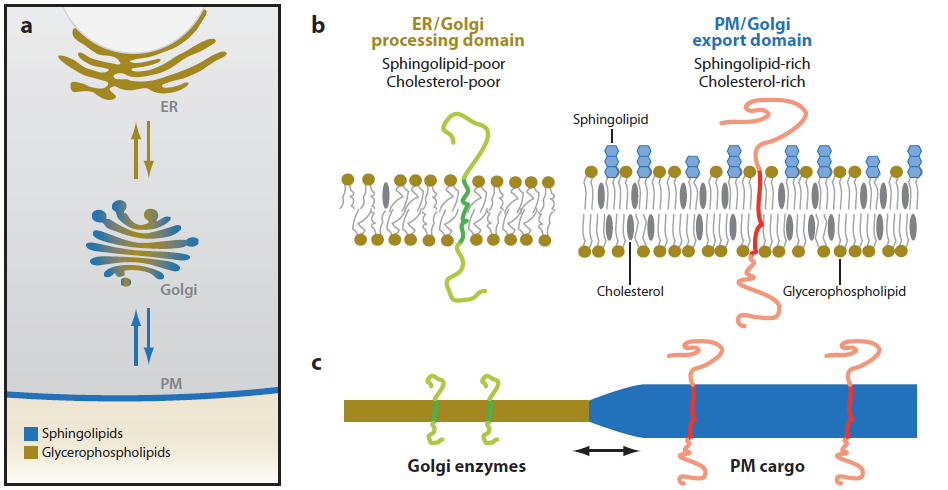 a
ER
Golgi
PM
Sphingolipids
Glycerophospholipids
b
ER/Golgi
processing domain
Sphingolipid-poor
Cholesterol-poor
PM/Golgi
export domain
Sphingolipid-rich
Cholesterol-rich
Sphingolipid
Cholesterol
Glycerophospholipid
c
Golgi enzymes
PM cargo